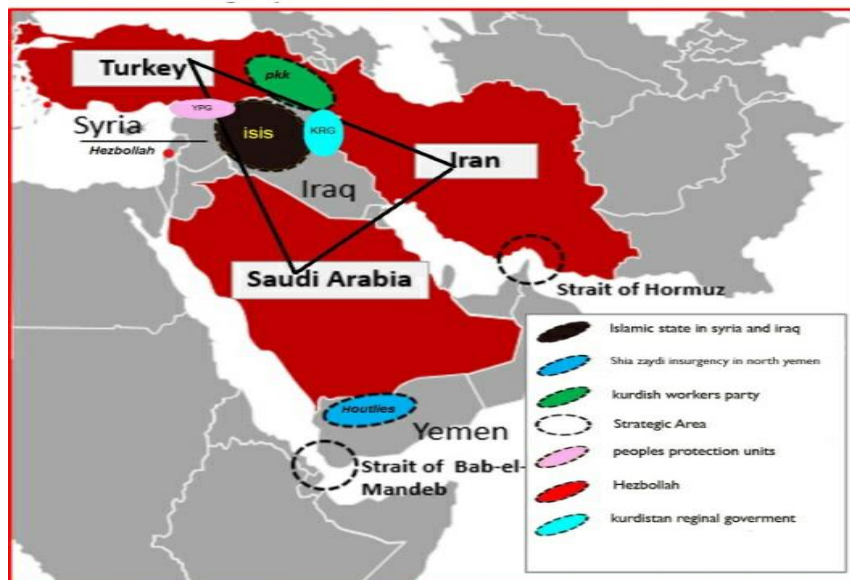 Turkey
pkk
YPG
Syria
isis
KRG
Hezbollah
Iran
Iraq
Saudi Arabia
Strait of Hormuz
Houtlies
Yemen
Strait of Bab-el-
Mandeb
Islamic state in syria and iraq
Shia zaydi insurgency in north yemen
kurdish workers party
Strategic Area
peoples protection units
Hezbollah
kurdistan reginal goverment